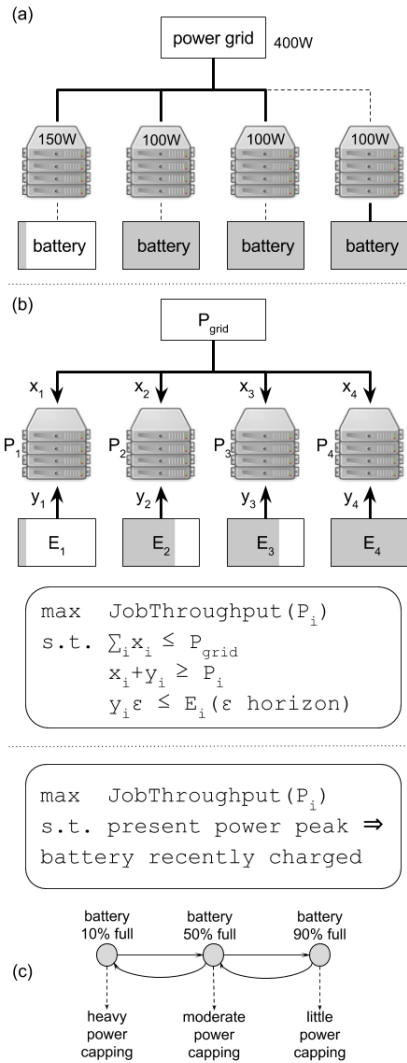 (a)
power grid 400W
150W 100W 100W 100W
battery battery battery battery
(b)
P_grid
x_1 x_2 x_3 x_4
P_1 P_2 P_3 P_4
y_1 y_2 y_3 y_4
E_1 E_2 E_3 E_4
max JobThroughput(P_i)
s.t. ∑_i x_i ≤ P_grid
x_i+y_i ≥ P_i
y_i ε ≤ E_i (ε horizon)
max JobThroughput(P_i)
s.t. present power peak ⇒
battery recently charged
battery battery battery
10% full 50% full 90% full
(c)
heavy moderate little
power power power
capping capping capping